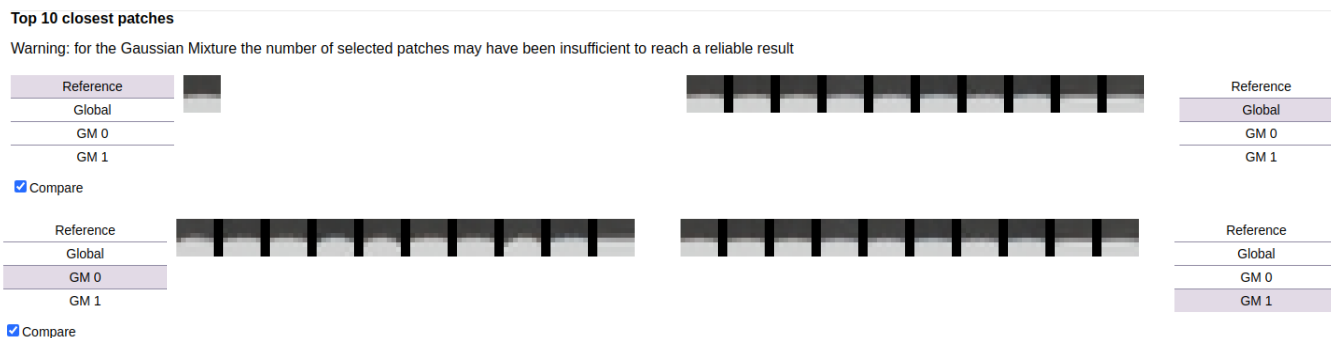 Top 10 closest patches
Warning: for the Gaussian Mixture the number of selected patches may have been insufficient to reach a reliable result
Reference
Global
GM 0
GM 1
Compare
Reference
Global
GM 0
GM 1
Reference
Global
GM 0
GM 1
Compare
Reference
Global
GM 0
GM 1